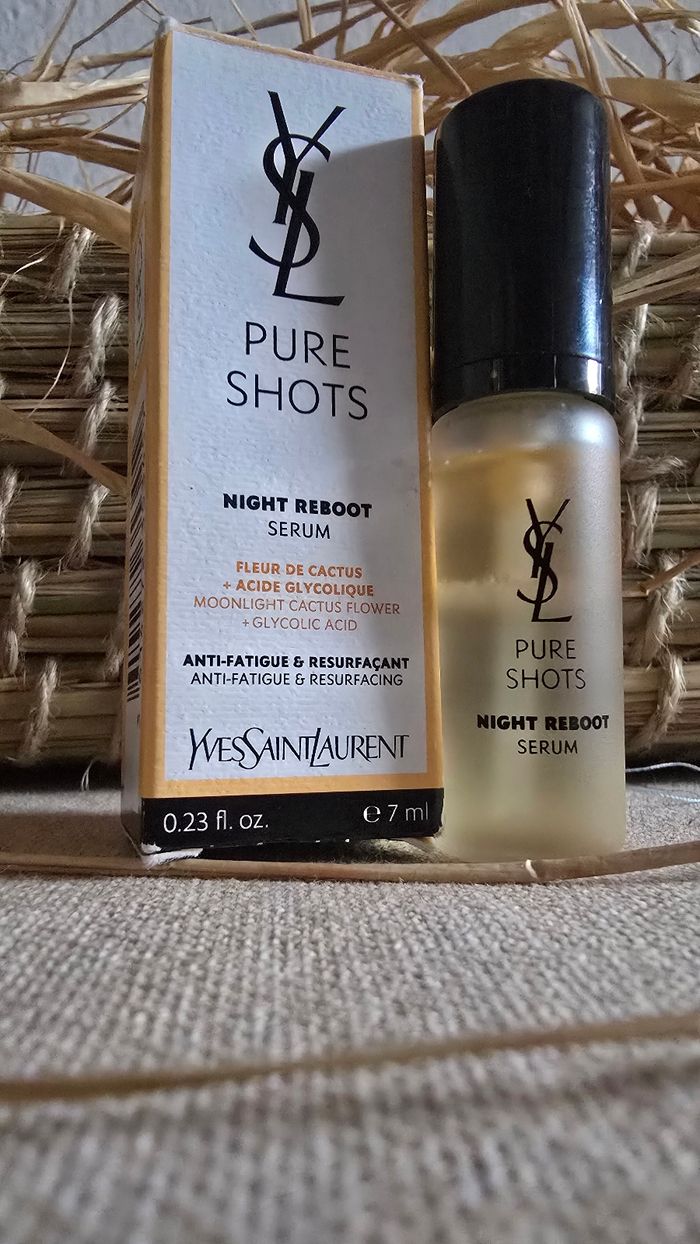 YSL
PURE
SHOTS
NIGHT REBOOT
SERUM
FLEUR DE CACTUS
+ ACIDE GLYCOLIQUE
MOONLIGHT CACTUS FLOWER
+ GLYCOLIC ACID
ANTI-FATIGUE & RESURFAÇANT
ANTI-FATIGUE & RESURFACING
YVESSAINTLAURENT
0.23 fl. oz. ℮ 7 ml
YSL
PURE
SHOTS
NIGHT REBOOT
SERUM